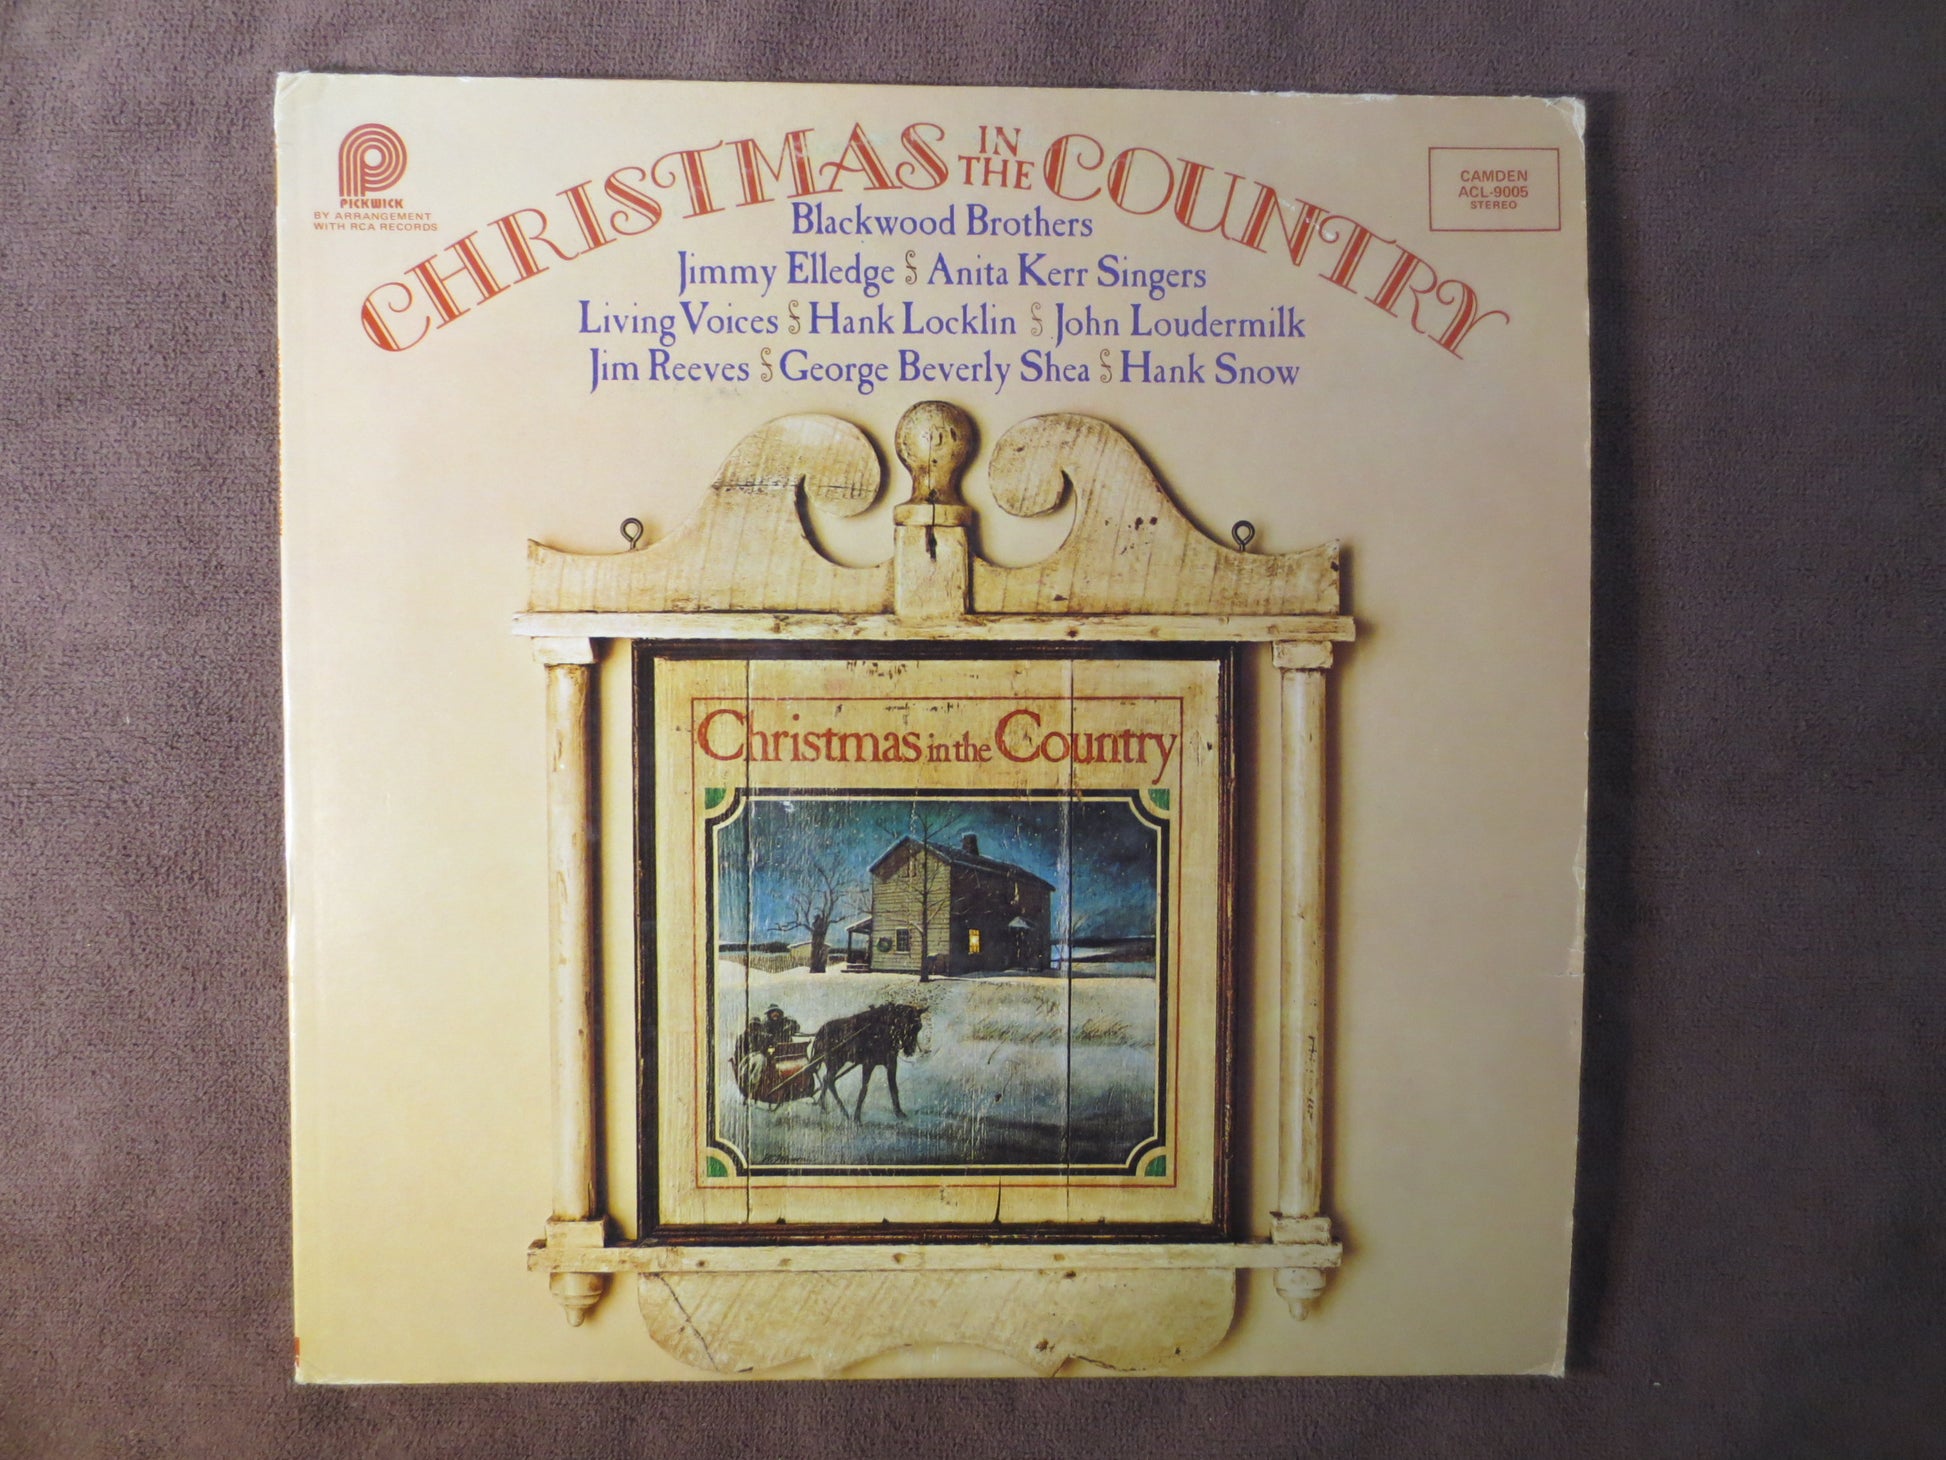 PICKWICK
BY ARRANGEMENT
WITH RCA RECORDS
CHRISTMAS IN THE COUNTRY
CAMDEN
ACL-9005
STEREO
Blackwood Brothers
Jimmy Elledge Anita Kerr Singers
Living Voices Hank Locklin John Loudermilk
Jim Reeves George Beverly Shea Hank Snow
Christmas in the Country